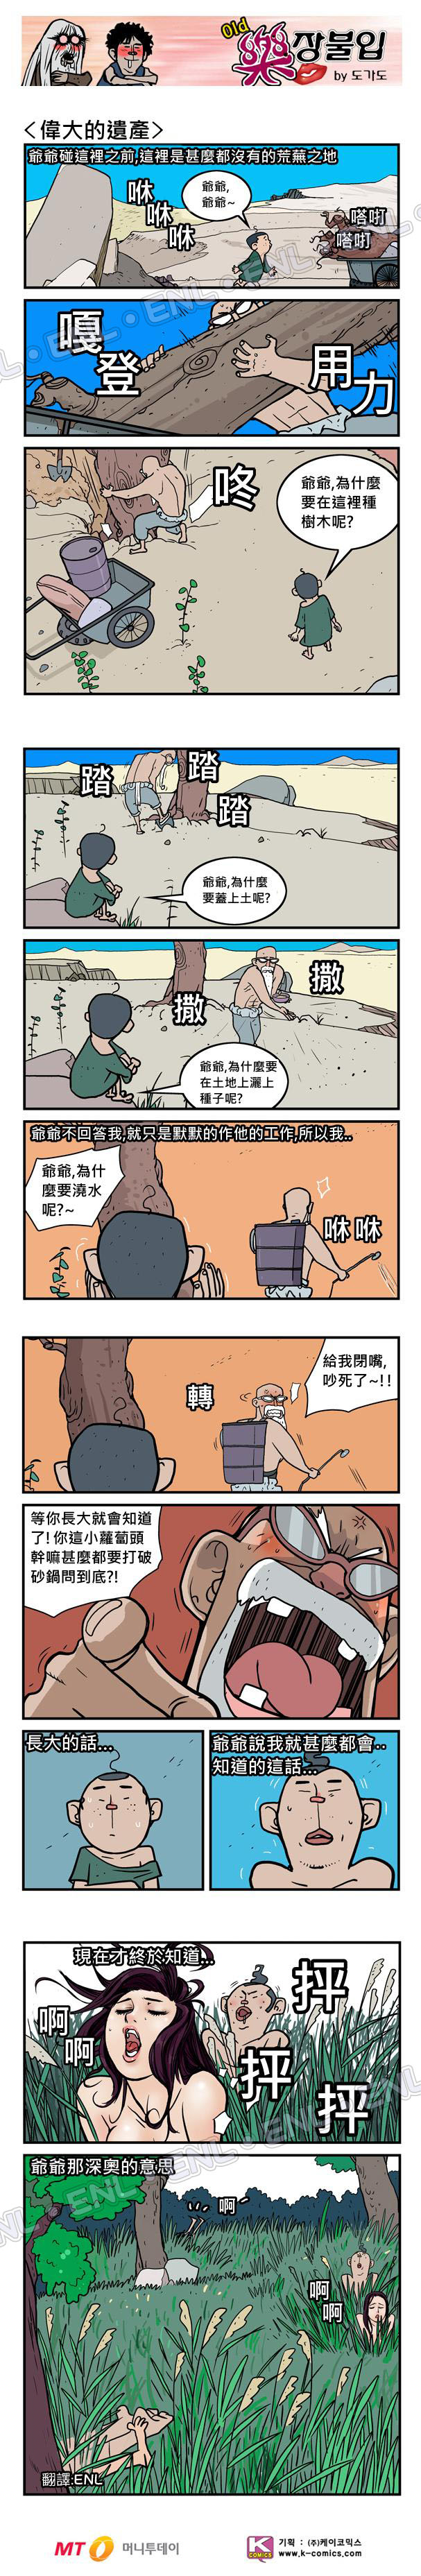 Old
樂장불입
by 도가도
<偉大的遺產>
爺爺碰這裡之前,這裡是甚麼都沒有的荒蕪之地
咻
咻
咻
爺爺,
爺爺~
嗒啦
嗒啦
嘎
登
用
力
咚
爺爺,為什麼
要在這裡種
樹木呢?
踏
踏
踏
爺爺,為什麼
要蓋上土呢?
撒
撒
爺爺,為什麼要
在土地上灑上
種子呢?
爺爺不回答我,就只是默默的作他的工作,所以我..
爺爺,為什
麼要澆水
呢?~
咻咻
轉
給我閉嘴,
吵死了~!!
等你長大就會知道
了! 你這小蘿蔔頭
幹嘛甚麼都要打破
砂鍋問到底?!
長大的話...
爺爺說我就甚麼都會..
知道的這話...
現在才終於知道...
啊
啊
抨
抨
抨
爺爺那深奧的意思
啊
啊
啊
翻譯:ENL
MT 머니투데이
K COMICS
기획 : (주)케이코믹스
www.k-comics.com
ENL • ENL • ENL
ENL • ENL • ENL